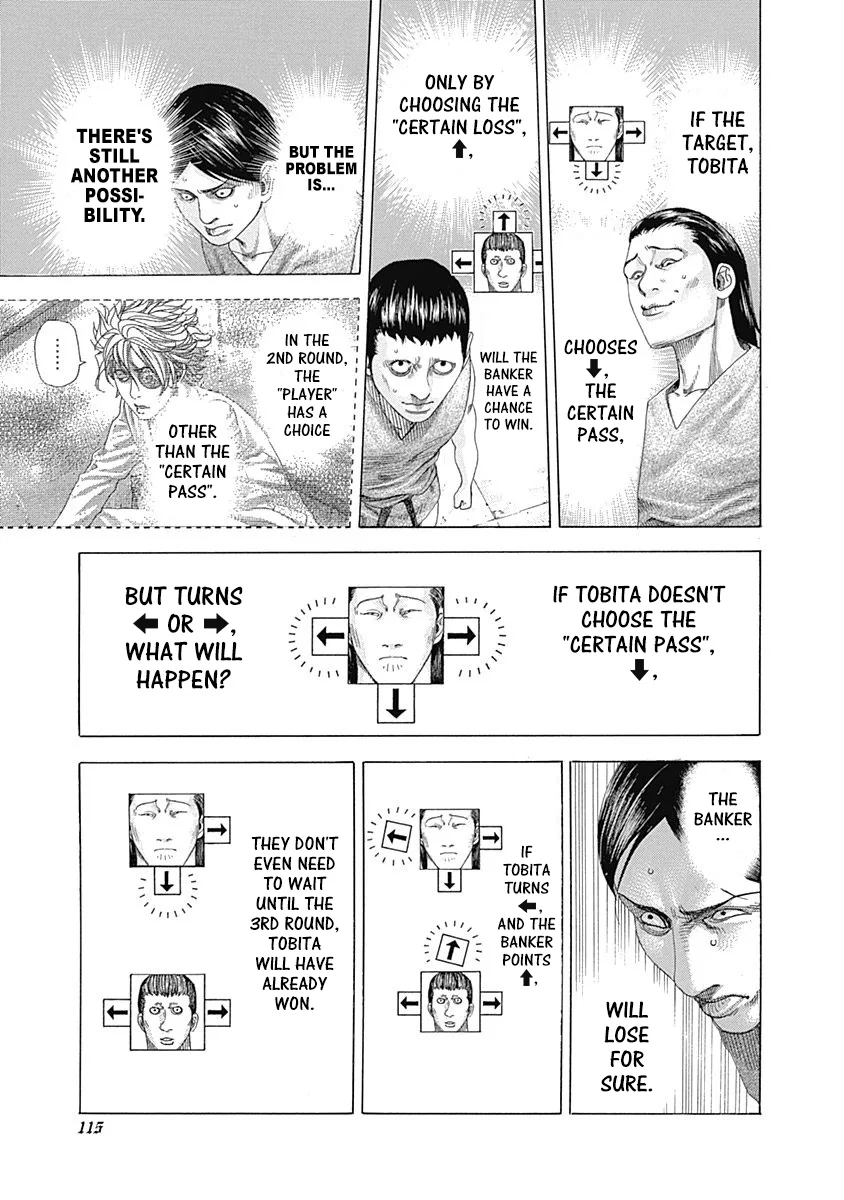 IF THE
TARGET,
TOBITA
CHOOSES
⬇,
THE
CERTAIN
PASS,
ONLY BY
CHOOSING THE
"CERTAIN LOSS",
⬆,
WILL THE
BANKER
HAVE A
CHANCE
TO WIN.
BUT THE
PROBLEM
IS...
THERE'S
STILL
ANOTHER
POSSI-
BILITY.
IN THE
2ND ROUND,
THE
"PLAYER"
HAS A
CHOICE
OTHER
THAN THE
"CERTAIN
PASS".
......
IF TOBITA DOESN'T
CHOOSE THE
"CERTAIN PASS",
⬇,
BUT TURNS
⬅ OR ➡,
WHAT WILL
HAPPEN?
THE
BANKER
...
WILL
LOSE
FOR
SURE.
IF
TOBITA
TURNS
⬅,
AND THE
BANKER
POINTS
⬆,
THEY DON'T
EVEN NEED
TO WAIT
UNTIL THE
3RD ROUND,
TOBITA
WILL HAVE
ALREADY
WON.
115